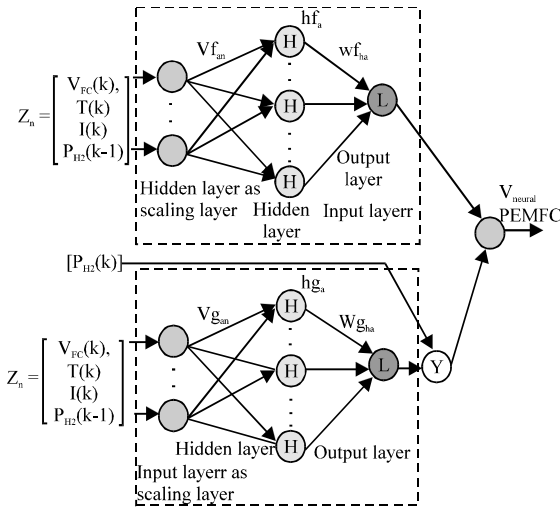 hf_a
H
Vf_an
wf_ha
V_FC(k),
T(k)
I(k)
P_H2(k-1)
Z_n =
H
L
H
Output
layer
Hidden layer as
scaling layer
Hidden
layer
Input layerr
V_neural
PEMFC
[P_H2(k)]
hg_a
H
Vg_an
Wg_ha
V_FC(k),
T(k)
I(k)
P_H2(k-1)
Z_n =
H
L
Y
H
Hidden layer
Output layer
Input layerr as
scaling layer